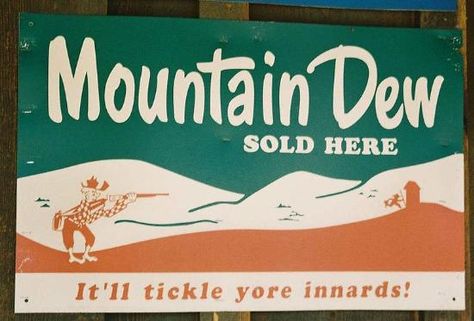 Mountain Dew
SOLD HERE
It'll tickle yore innards!